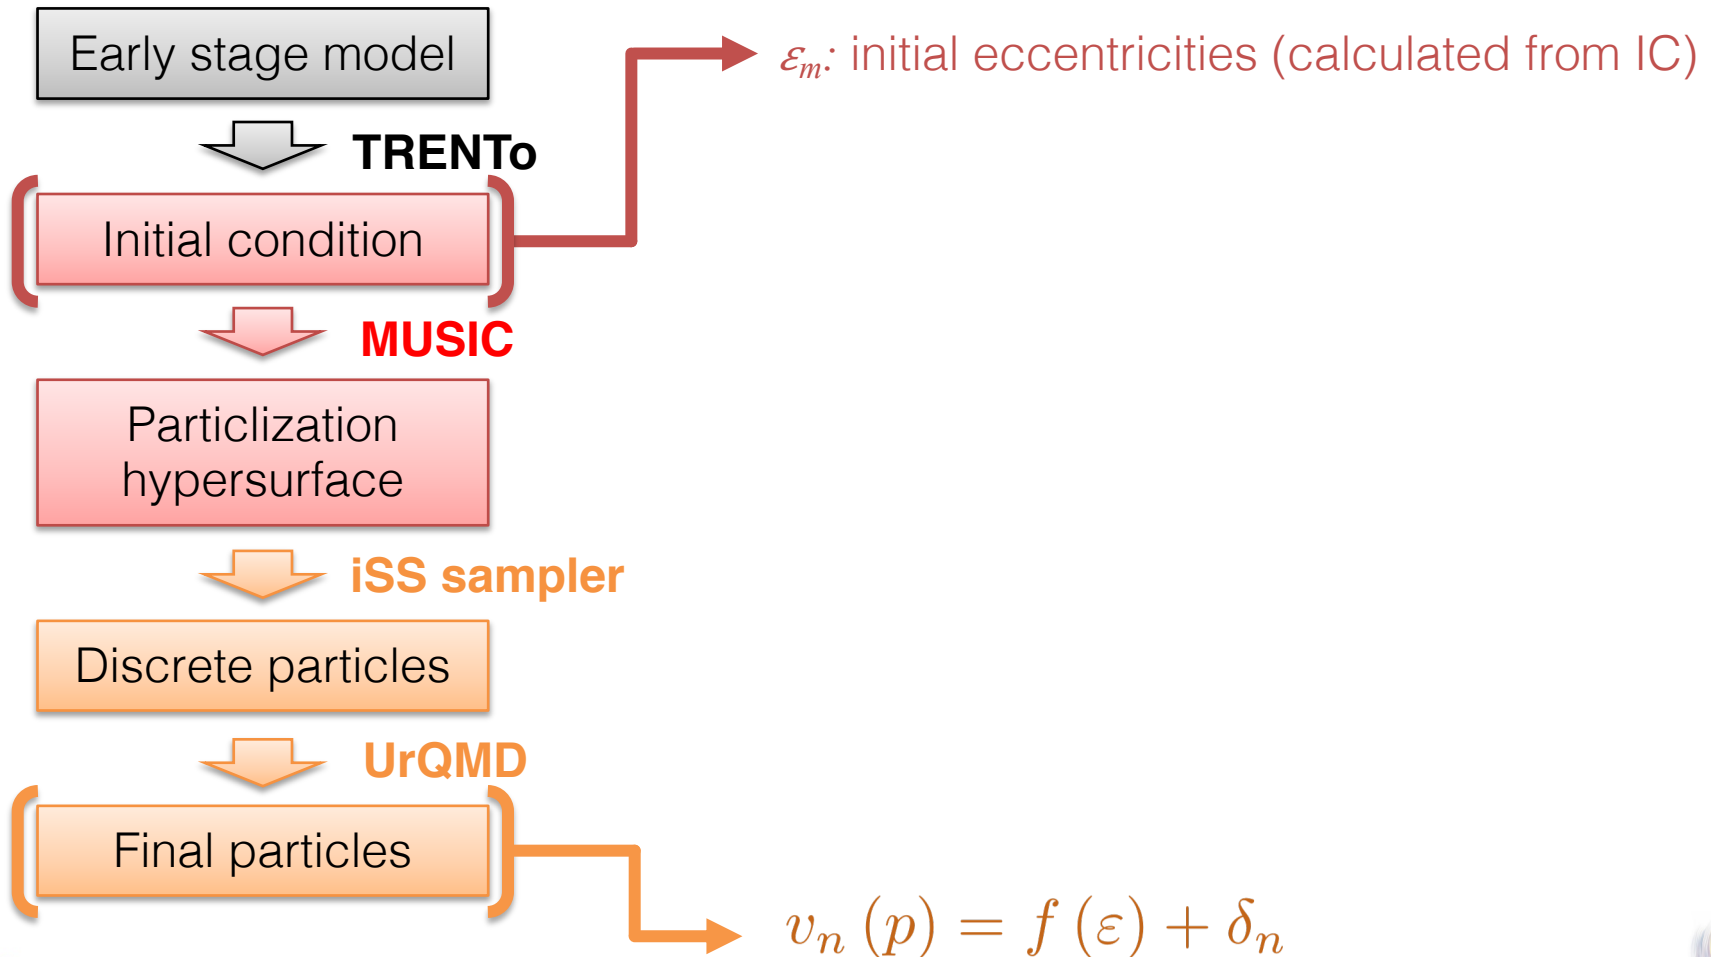 Early stage model
εm: initial eccentricities (calculated from IC)
TRENTo
Initial condition
MUSIC
Particlization
hypersurface
iSS sampler
Discrete particles
UrQMD
Final particles
vn (p) = f (ε) + δn